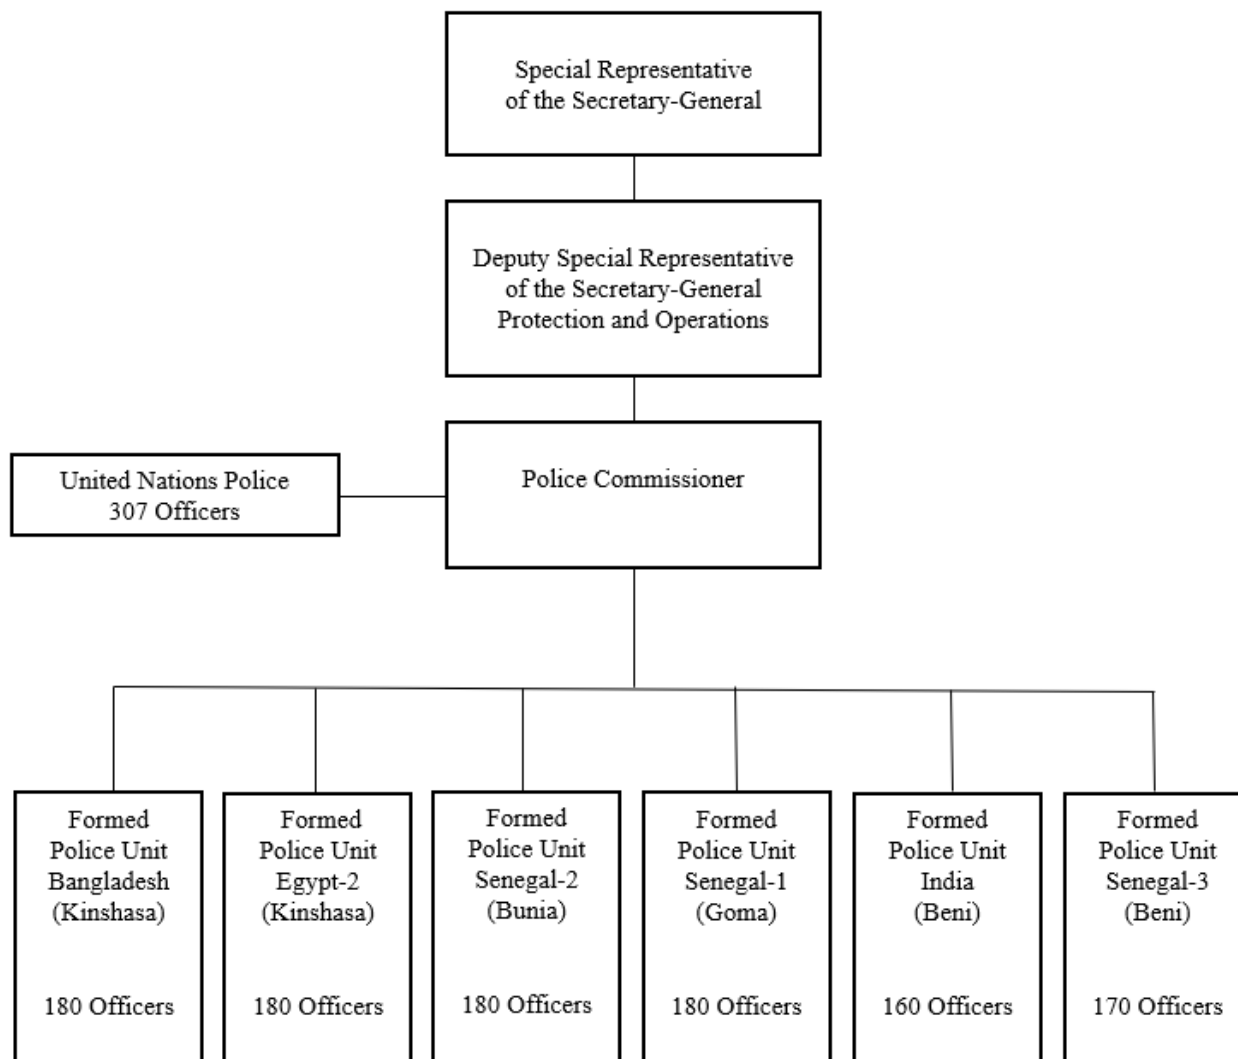 Special Representative
of the Secretary-General
Deputy Special Representative
of the Secretary-General
Protection and Operations
United Nations Police
307 Officers
Police Commissioner
Formed
Police Unit
Bangladesh
(Kinshasa)
180 Officers
Formed
Police Unit
Egypt-2
(Kinshasa)
180 Officers
Formed
Police Unit
Senegal-2
(Bunia)
180 Officers
Formed
Police Unit
Senegal-1
(Goma)
180 Officers
Formed
Police Unit
India
(Beni)
160 Officers
Formed
Police Unit
Senegal-3
(Beni)
170 Officers